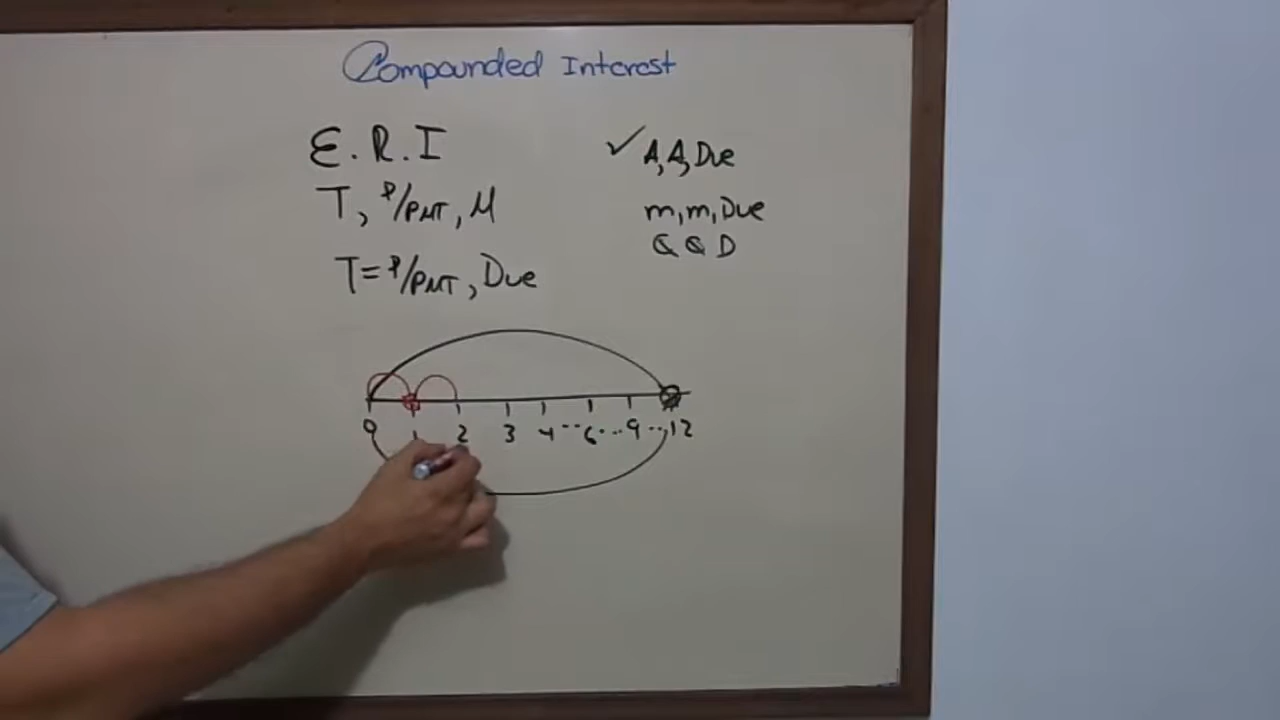 Compounded Interest
E.R.I
T, P/PMT, M
T=P/PMT, Due
✓ A, A, Due
m, m, Due
Q Q D
0 1 2 3 4 -- 6 ... 9 ... 12